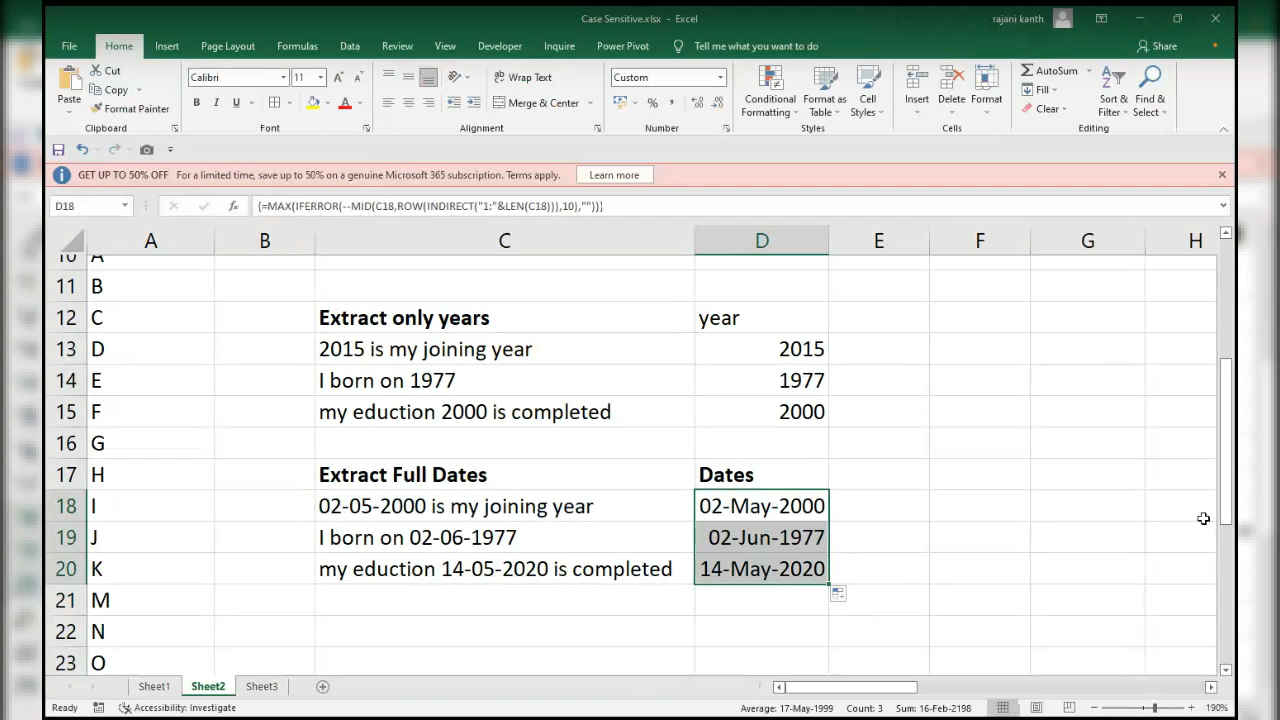 Case Sensitive.xlsx - Excel
rajani kanth
File Home Insert Page Layout Formulas Data Review View Developer Inquire Power Pivot Tell me what you want to do Share
Paste
Cut
Copy
Format Painter
Clipboard
Calibri 11
B I U
Font
Wrap Text
Merge & Center
Alignment
Custom
Number
Conditional Formatting
Format as Table
Cell Styles
Styles
Insert Delete Format
Cells
AutoSum
Fill
Clear
Sort & Filter
Find & Select
Editing
GET UP TO 50% OFF For a limited time, save up to 50% on a genuine Microsoft 365 subscription. Terms apply. Learn more
D18 fx {=MAX(IFERROR(--MID(C18,ROW(INDIRECT("1:"&LEN(C18))),10),""))}
A B C D E F G H
10 A
11 B
12 C Extract only years year
13 D 2015 is my joining year 2015
14 E I born on 1977 1977
15 F my eduction 2000 is completed 2000
16 G
17 H Extract Full Dates Dates
18 I 02-05-2000 is my joining year 02-May-2000
19 J I born on 02-06-1977 02-Jun-1977
20 K my eduction 14-05-2020 is completed 14-May-2020
21 M
22 N
23 O
Sheet1 Sheet2 Sheet3
Ready Accessibility: Investigate Average: 17-May-1999 Count: 3 Sum: 16-Feb-2198 190%